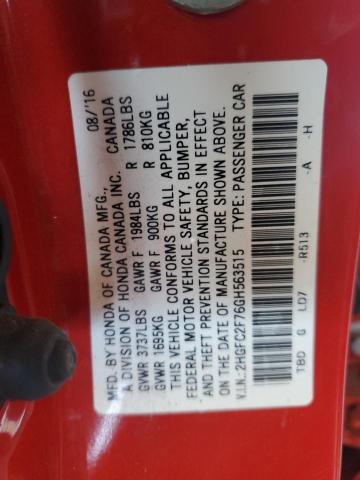 MFD. BY HONDA OF CANADA MFG., 08/'16
A DIVISION OF HONDA CANADA INC. CANADA
GVWR 3737LBS GAWR F 1984LBS R 1786LBS
GVWR 1695KG GAWR F 900KG R 810KG
THIS VEHICLE CONFORMS TO ALL APPLICABLE
FEDERAL MOTOR VEHICLE SAFETY, BUMPER,
AND THEFT PREVENTION STANDARDS IN EFFECT
ON THE DATE OF MANUFACTURE SHOWN ABOVE.
V.I.N.:2HGFC2F76GH563515 TYPE: PASSENGER CAR
TBD G LD7 -R513 -A -H